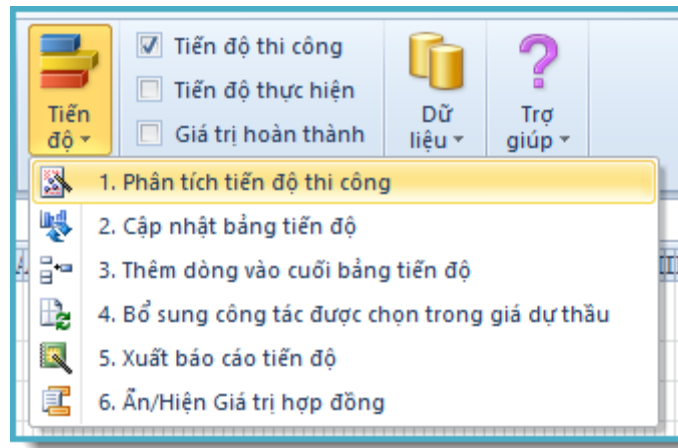 Tiến độ thi công
Tiến độ thực hiện
Giá trị hoàn thành
Tiến
độ
Dữ
liệu
Trợ
giúp
1. Phân tích tiến độ thi công
2. Cập nhật bảng tiến độ
3. Thêm dòng vào cuối bảng tiến độ
4. Bổ sung công tác được chọn trong giá dự thầu
5. Xuất báo cáo tiến độ
6. Ẩn/Hiện Giá trị hợp đồng